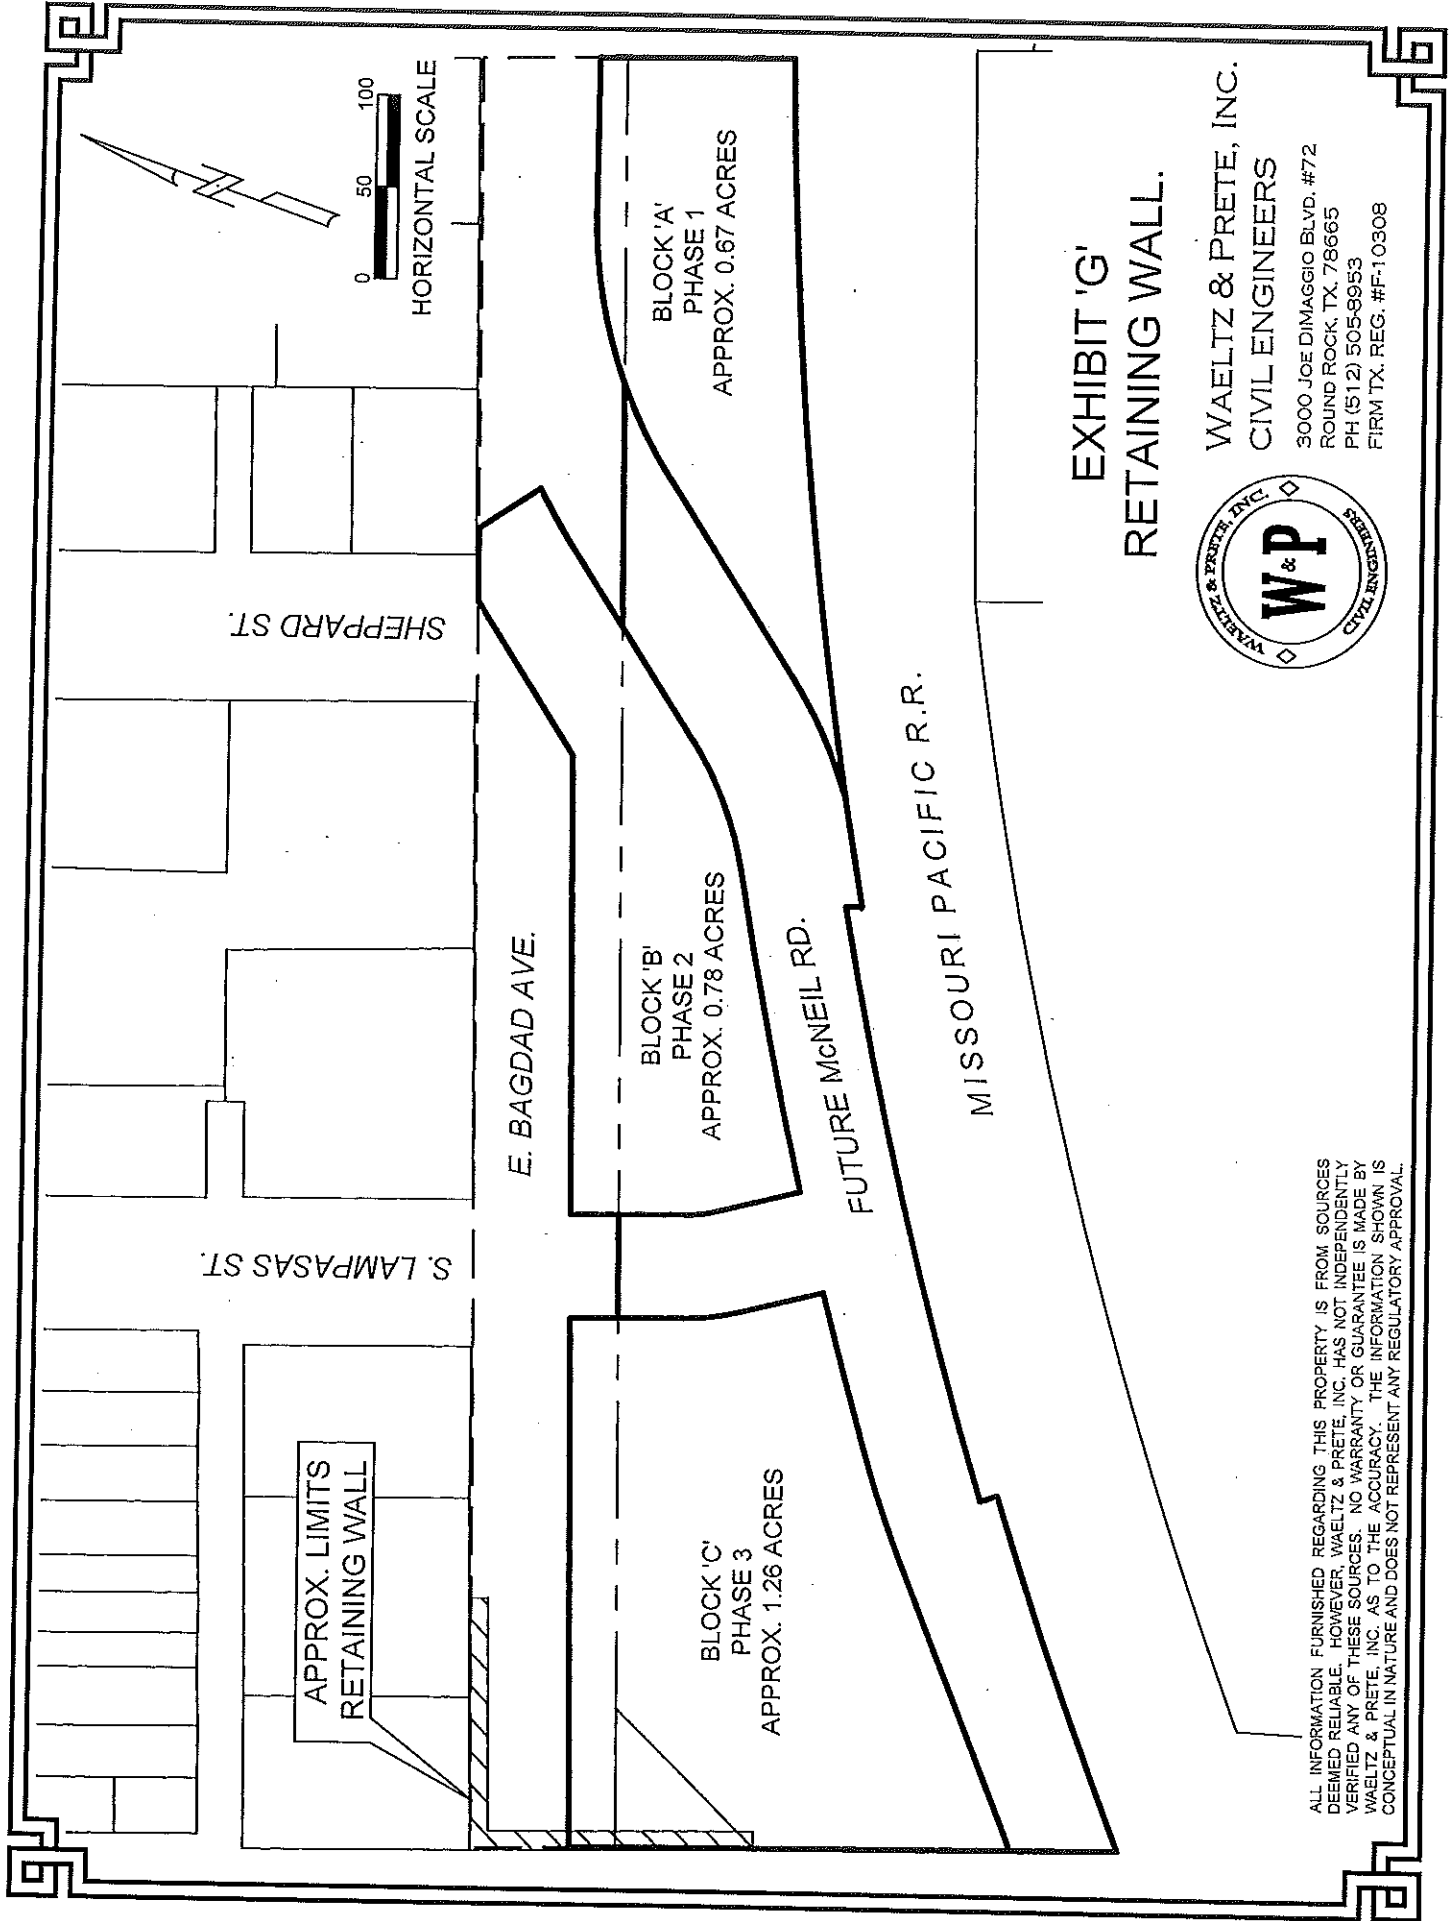 0 50 100
HORIZONTAL SCALE
SHEPPARD ST.
S. LAMPASAS ST.
APPROX. LIMITS
RETAINING WALL
E. BAGDAD AVE.
BLOCK 'A'
PHASE 1
APPROX. 0.67 ACRES
BLOCK 'B'
PHASE 2
APPROX. 0.78 ACRES
BLOCK 'C'
PHASE 3
APPROX. 1.26 ACRES
FUTURE McNEIL RD.
MISSOURI PACIFIC R.R.
EXHIBIT 'G'
RETAINING WALL.
WAELTZ & PRETE, INC.
W&P
CIVIL ENGINEERS
WAELTZ & PRETE, INC.
CIVIL ENGINEERS
3000 JOE DIMAGGIO BLVD. #72
ROUND ROCK, TX. 78665
PH (512) 505-8953
FIRM TX. REG. #F-10308
ALL INFORMATION FURNISHED REGARDING THIS PROPERTY IS FROM SOURCES
DEEMED RELIABLE. HOWEVER, WAELTZ & PRETE, INC. HAS NOT INDEPENDENTLY
VERIFIED ANY OF THESE SOURCES. NO WARRANTY OR GUARANTEE IS MADE BY
WAELTZ & PRETE, INC. AS TO THE ACCURACY. THE INFORMATION SHOWN IS
CONCEPTUAL IN NATURE AND DOES NOT REPRESENT ANY REGULATORY APPROVAL.